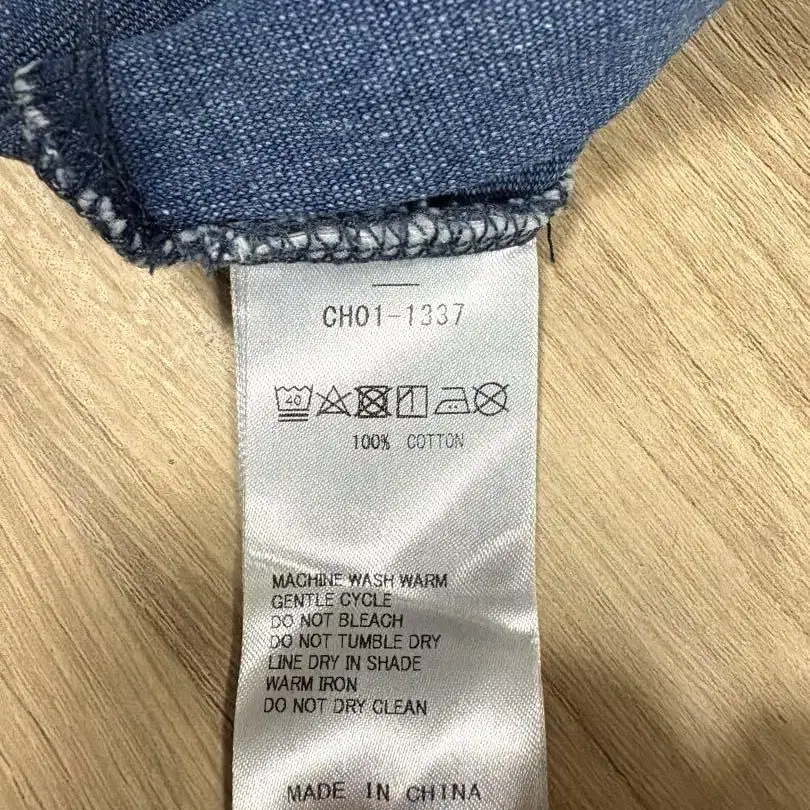 CH01-1337
40
100% COTTON
MACHINE WASH WARM
GENTLE CYCLE
DO NOT BLEACH
DO NOT TUMBLE DRY
LINE DRY IN SHADE
WARM IRON
DO NOT DRY CLEAN
MADE IN CHINA